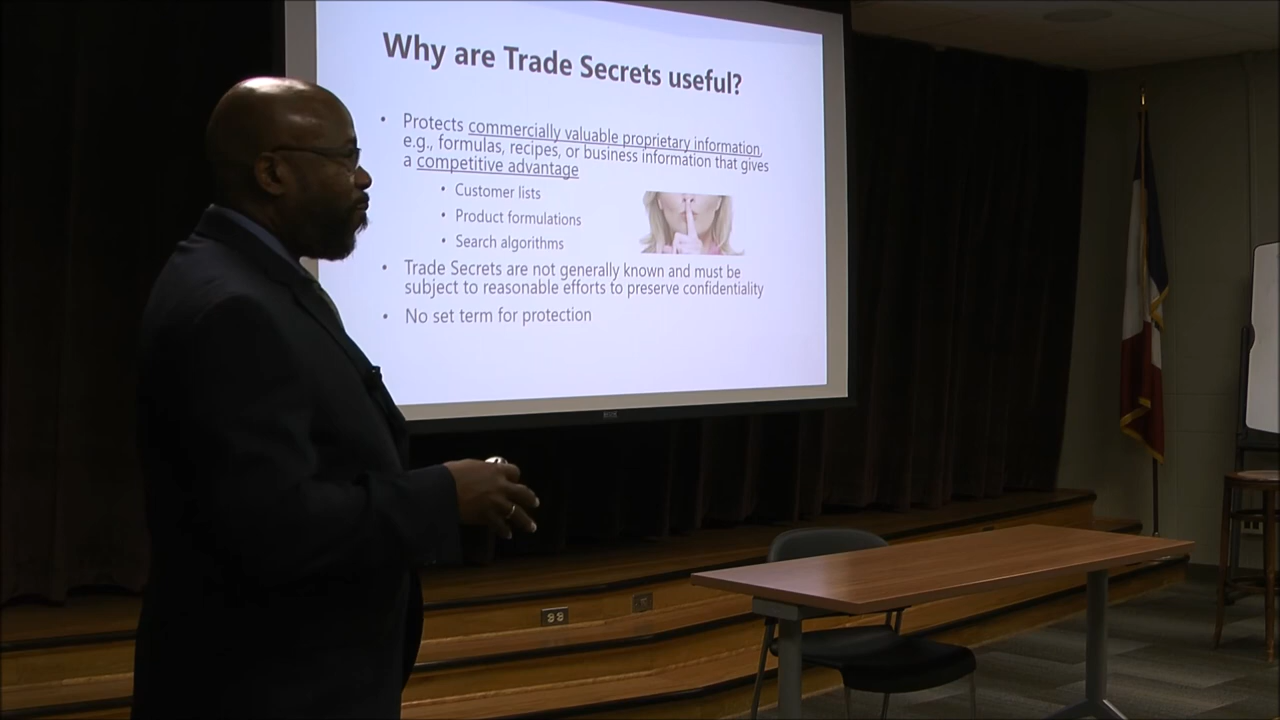 Why are Trade Secrets useful?
• Protects commercially valuable proprietary information,
e.g., formulas, recipes, or business information that gives
a competitive advantage
• Customer lists
• Product formulations
• Search algorithms
• Trade Secrets are not generally known and must be
subject to reasonable efforts to preserve confidentiality
• No set term for protection